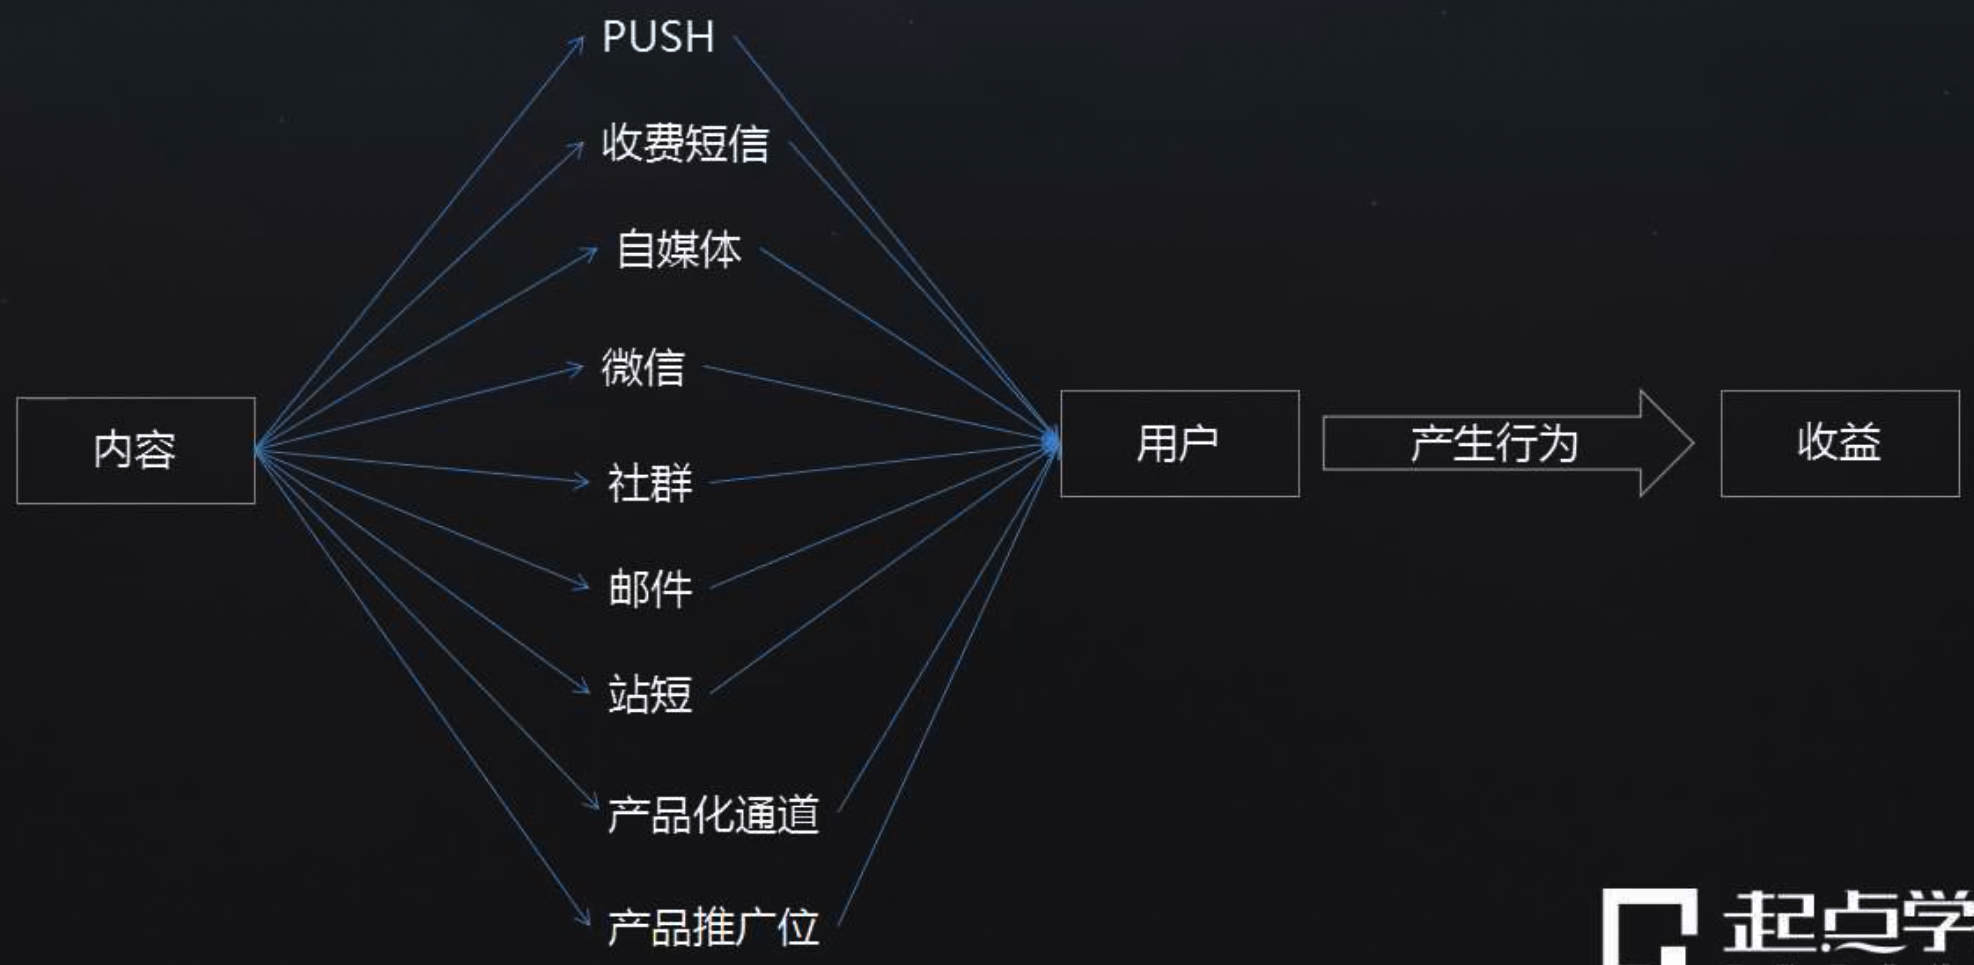 PUSH
收费短信
自媒体
微信
内容
用户
产生行为
收益
社群
邮件
站短
产品化通道
产品推广位
起点学